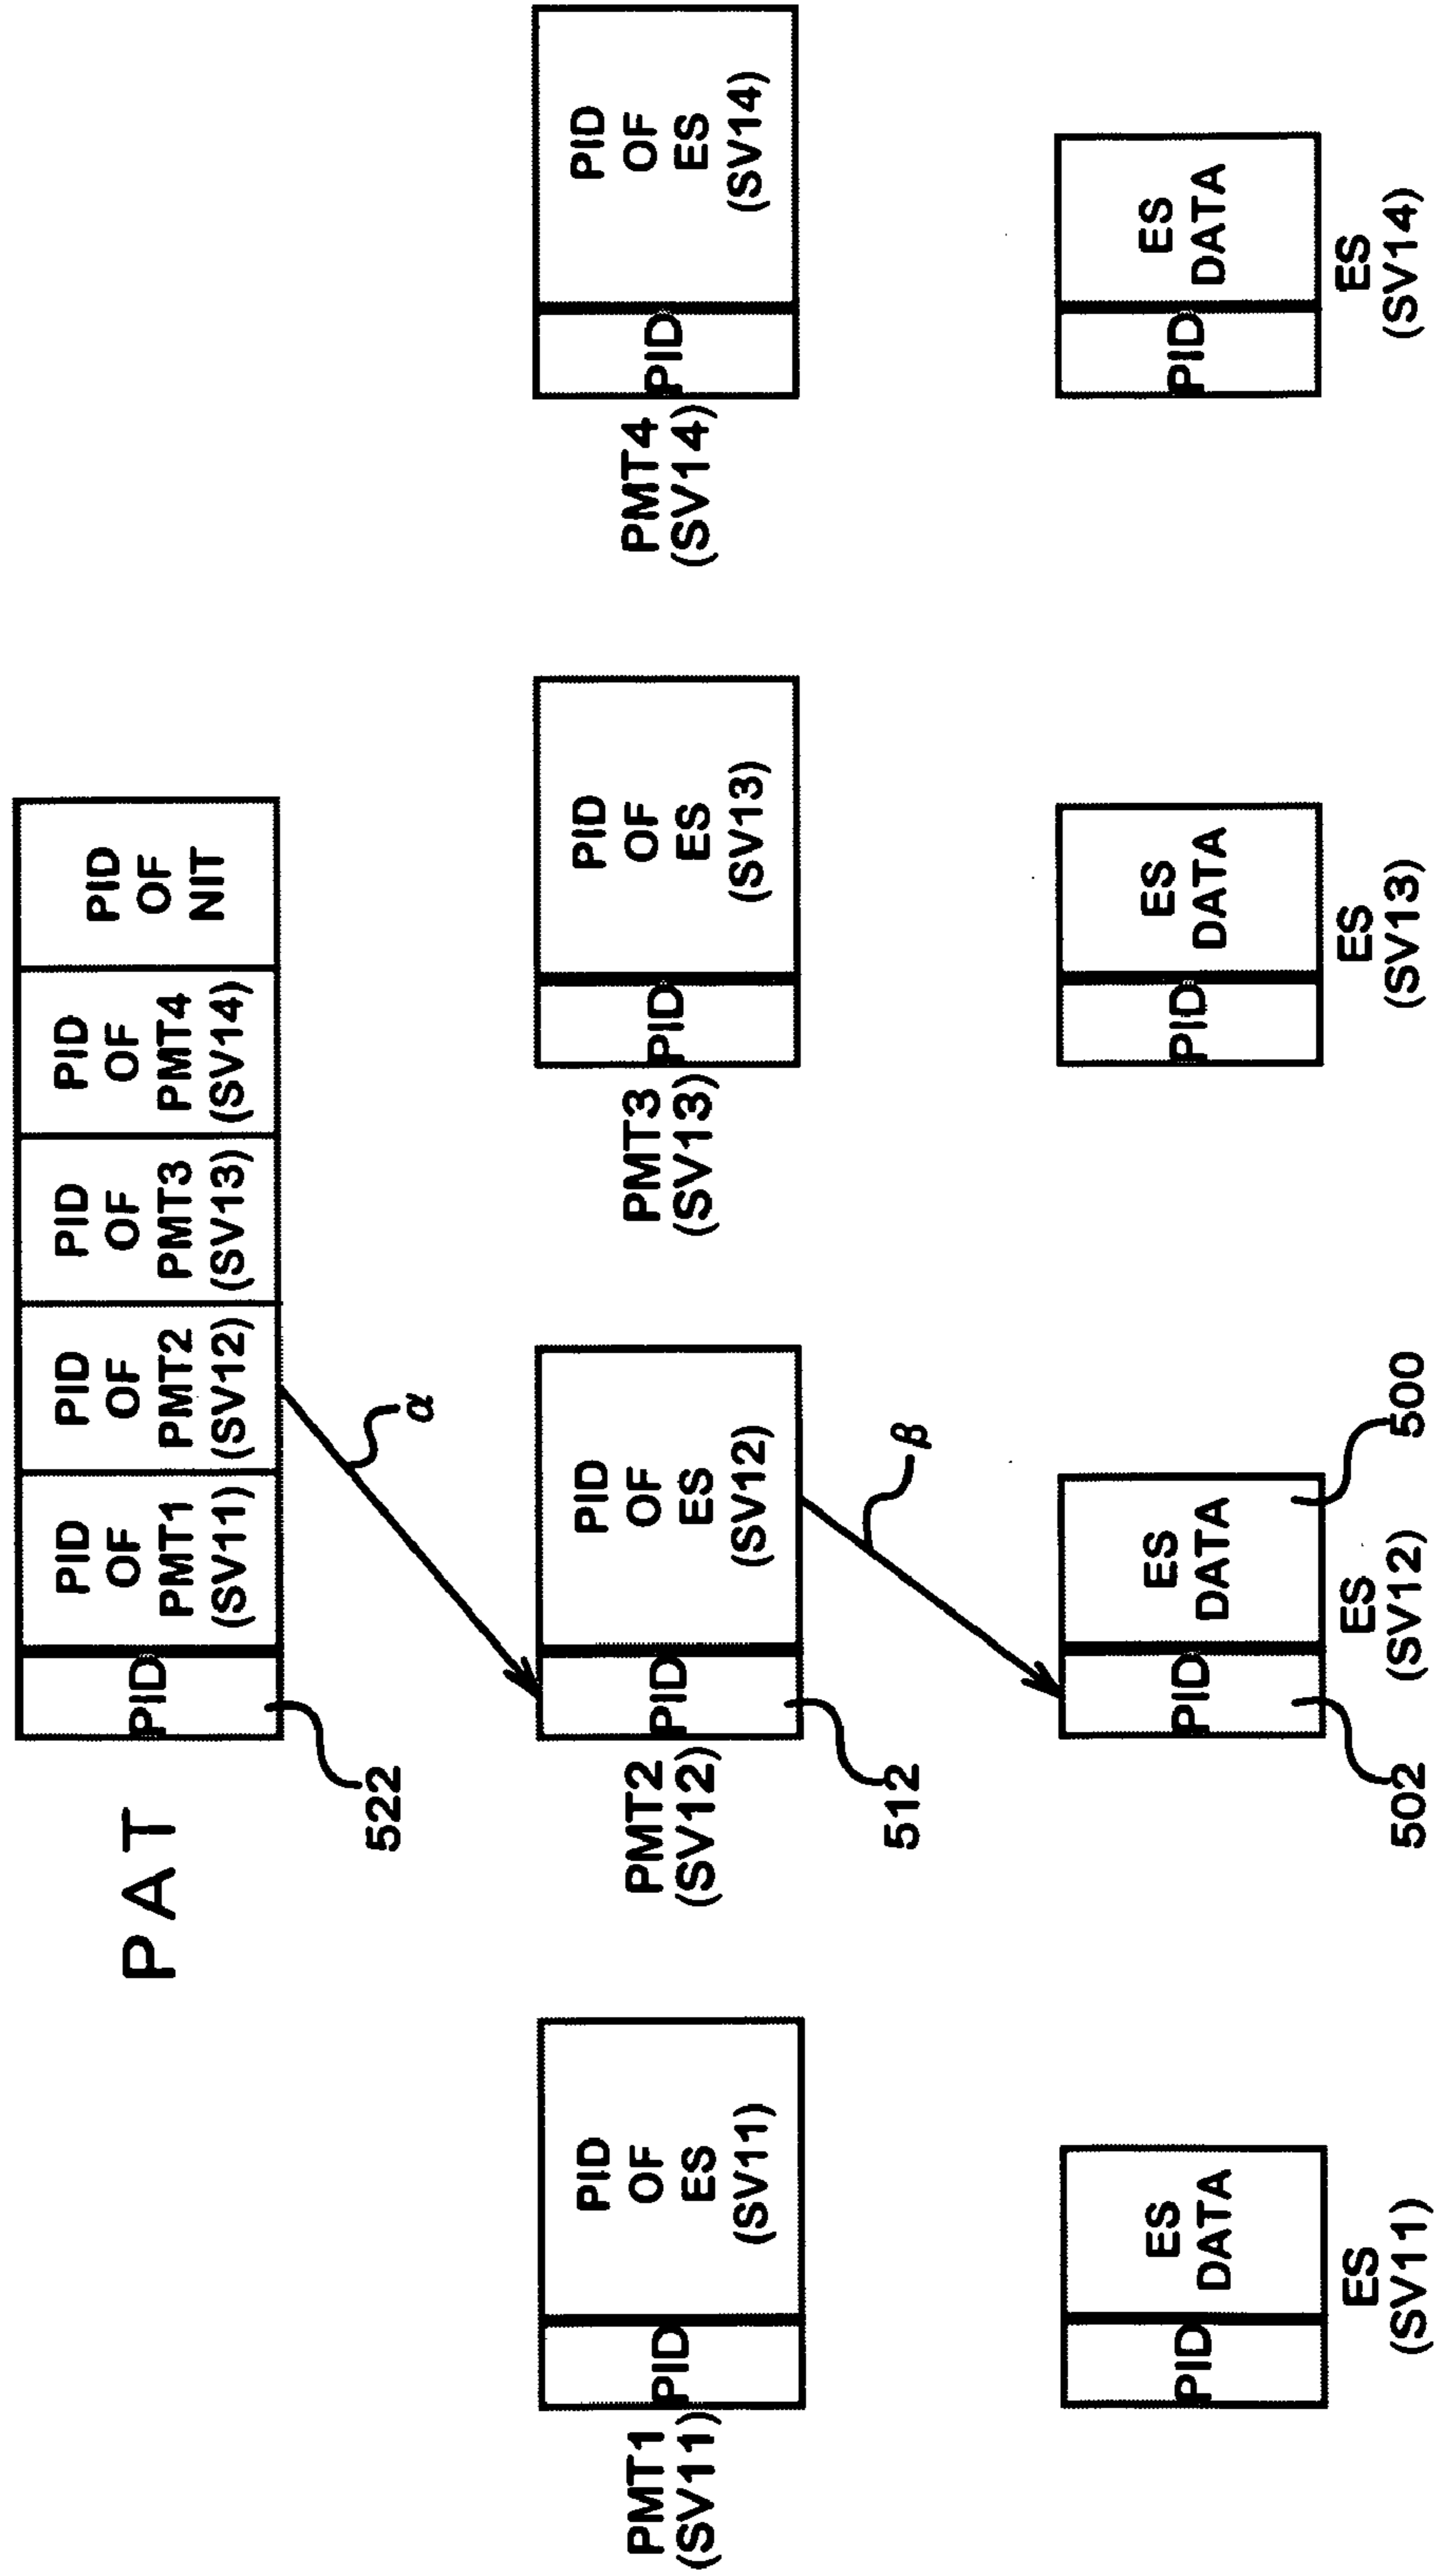 PAT
PID
PID
OF
PMT1
(SV11)
PID
OF
PMT2
(SV12)
PID
OF
PMT3
(SV13)
PID
OF
PMT4
(SV14)
PID
OF
NIT
522
α
PMT1
(SV11)
PID
PID
OF
ES
(SV11)
PMT2
(SV12)
PID
PID
OF
ES
(SV12)
512
β
PMT3
(SV13)
PID
PID
OF
ES
(SV13)
PMT4
(SV14)
PID
PID
OF
ES
(SV14)
PID
ES
DATA
ES
(SV11)
PID
ES
DATA
ES
(SV12)
502
500
PID
ES
DATA
ES
(SV13)
PID
ES
DATA
ES
(SV14)